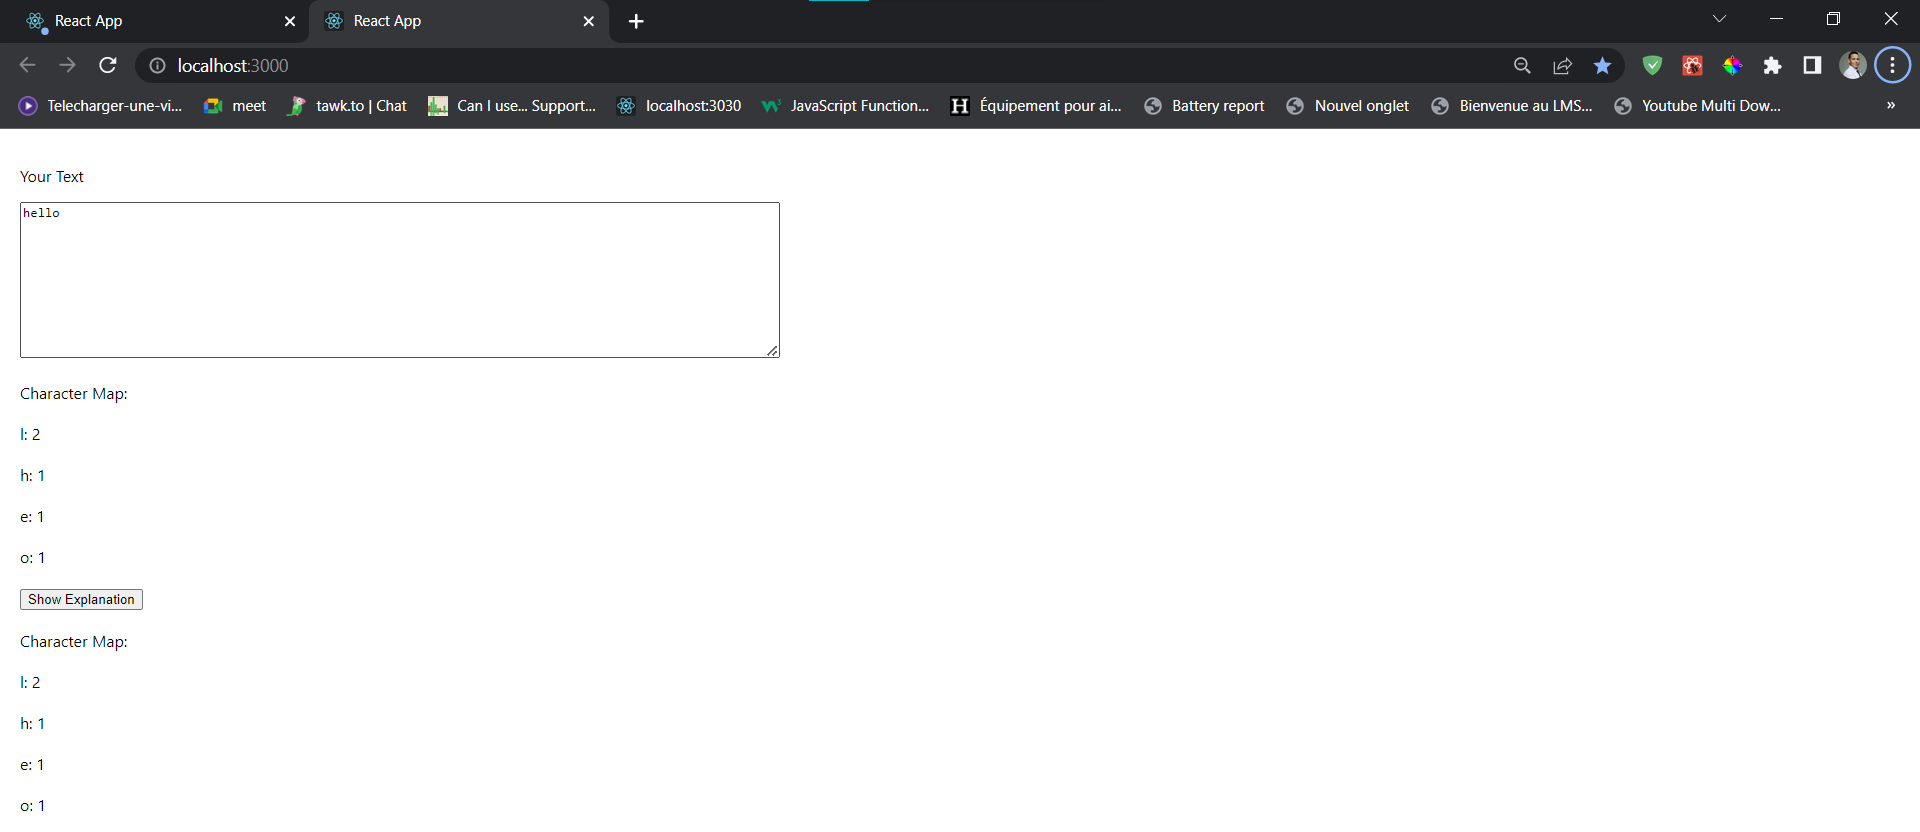 React App
React App
localhost:3000
Telecharger-une-vi... meet tawk.to | Chat Can I use... Support... localhost:3030 JavaScript Function... Équipement pour ai... Battery report Nouvel onglet Bienvenue au LMS... Youtube Multi Dow... »
Your Text
hello
Character Map:
l: 2
h: 1
e: 1
o: 1
Show Explanation
Character Map:
l: 2
h: 1
e: 1
o: 1